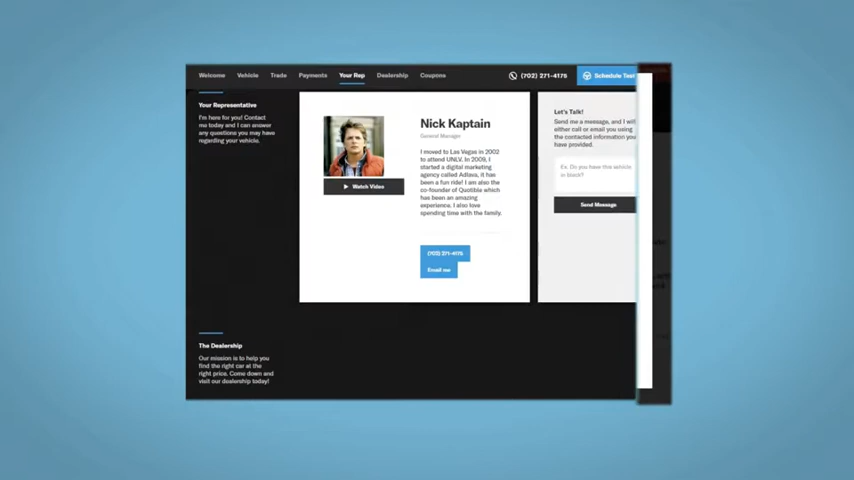 Welcome Vehicle Trade Payments Your Rep Dealership Coupons (702) 271-4175 Schedule Test
Your Representative
I'm here for you! Contact
me today and I can answer
any questions you may have
regarding your vehicle.
Watch Video
Nick Kaptain
General Manager
I moved to Las Vegas in 2002
to attend UNLV. In 2009, I
started a digital marketing
agency called Adlava, it has
been a fun ride! I am also the
co-founder of Quotible which
has been an amazing
experience. I also love
spending time with the family.
(702) 271-4175
Email me
Let's Talk!
Send me a message, and I will
either call or email you using
the contacted information you
have provided.
Ex. Do you have this vehicle
in black?
Send Message
The Dealership
Our mission is to help you
find the right car at the
right price. Come down and
visit our dealership today!